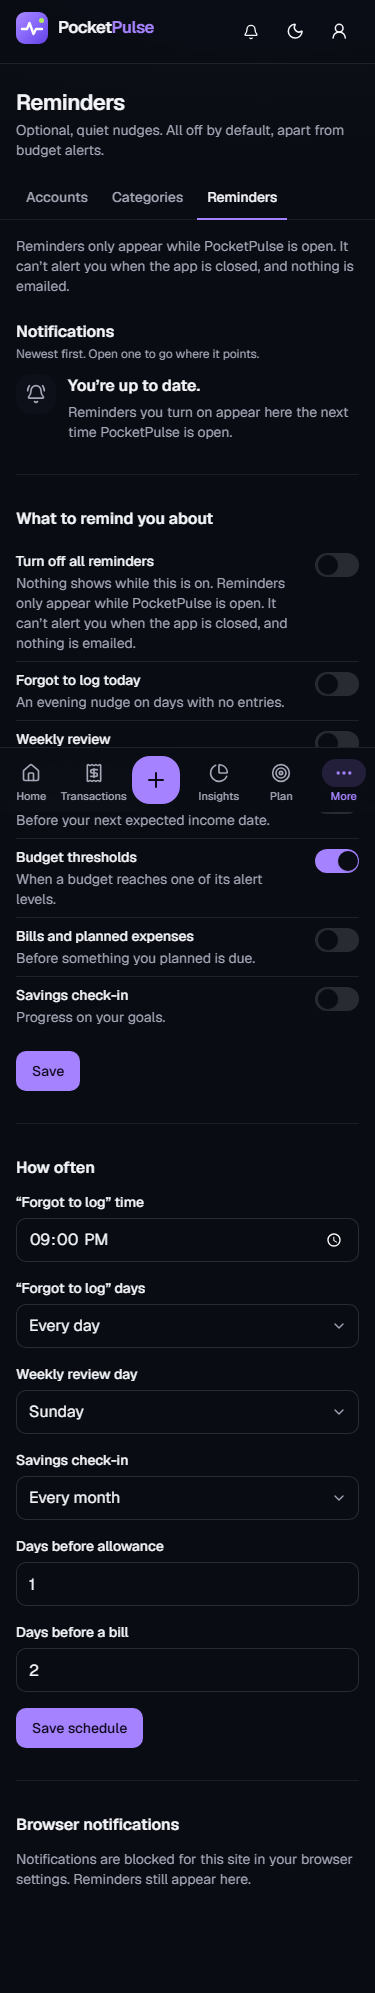 PocketPulse
Reminders
Optional, quiet nudges. All off by default, apart from
budget alerts.
Accounts Categories Reminders
Reminders only appear while PocketPulse is open. It
can’t alert you when the app is closed, and nothing is
emailed.
Notifications
Newest first. Open one to go where it points.
You’re up to date.
Reminders you turn on appear here the next
time PocketPulse is open.
What to remind you about
Turn off all reminders
Nothing shows while this is on. Reminders
only appear while PocketPulse is open. It
can’t alert you when the app is closed, and
nothing is emailed.
Forgot to log today
An evening nudge on days with no entries.
Weekly review
Home Transactions Insights Plan More
Before your next expected income date.
Budget thresholds
When a budget reaches one of its alert
levels.
Bills and planned expenses
Before something you planned is due.
Savings check-in
Progress on your goals.
Save
How often
“Forgot to log” time
09:00 PM
“Forgot to log” days
Every day
Weekly review day
Sunday
Savings check-in
Every month
Days before allowance
1
Days before a bill
2
Save schedule
Browser notifications
Notifications are blocked for this site in your browser
settings. Reminders still appear here.